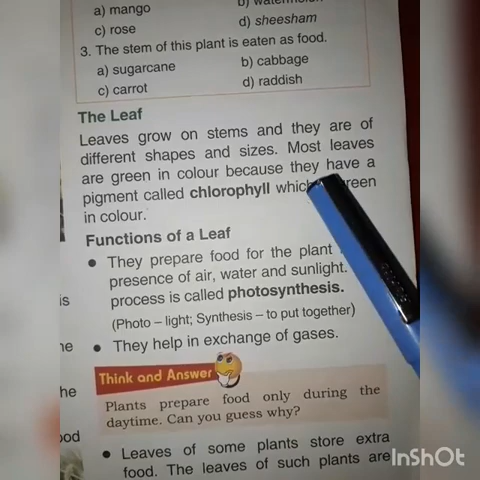 a) mango
c) rose
d) sheesham
3. The stem of this plant is eaten as food.
a) sugarcane
b) cabbage
c) carrot
d) raddish
The Leaf
Leaves grow on stems and they are of
different shapes and sizes. Most leaves
are green in colour because they have a
pigment called chlorophyll
in colour.
Functions of a Leaf
• They prepare food for the plant
presence of air, water and sunlight.
process is called photosynthesis.
(Photo – light; Synthesis – to put together)
• They help in exchange of gases.
Think and Answer
Plants prepare food only during the
daytime. Can you guess why?
• Leaves of some plants store extra
food. The leaves of such plants are
is
he
InShOt